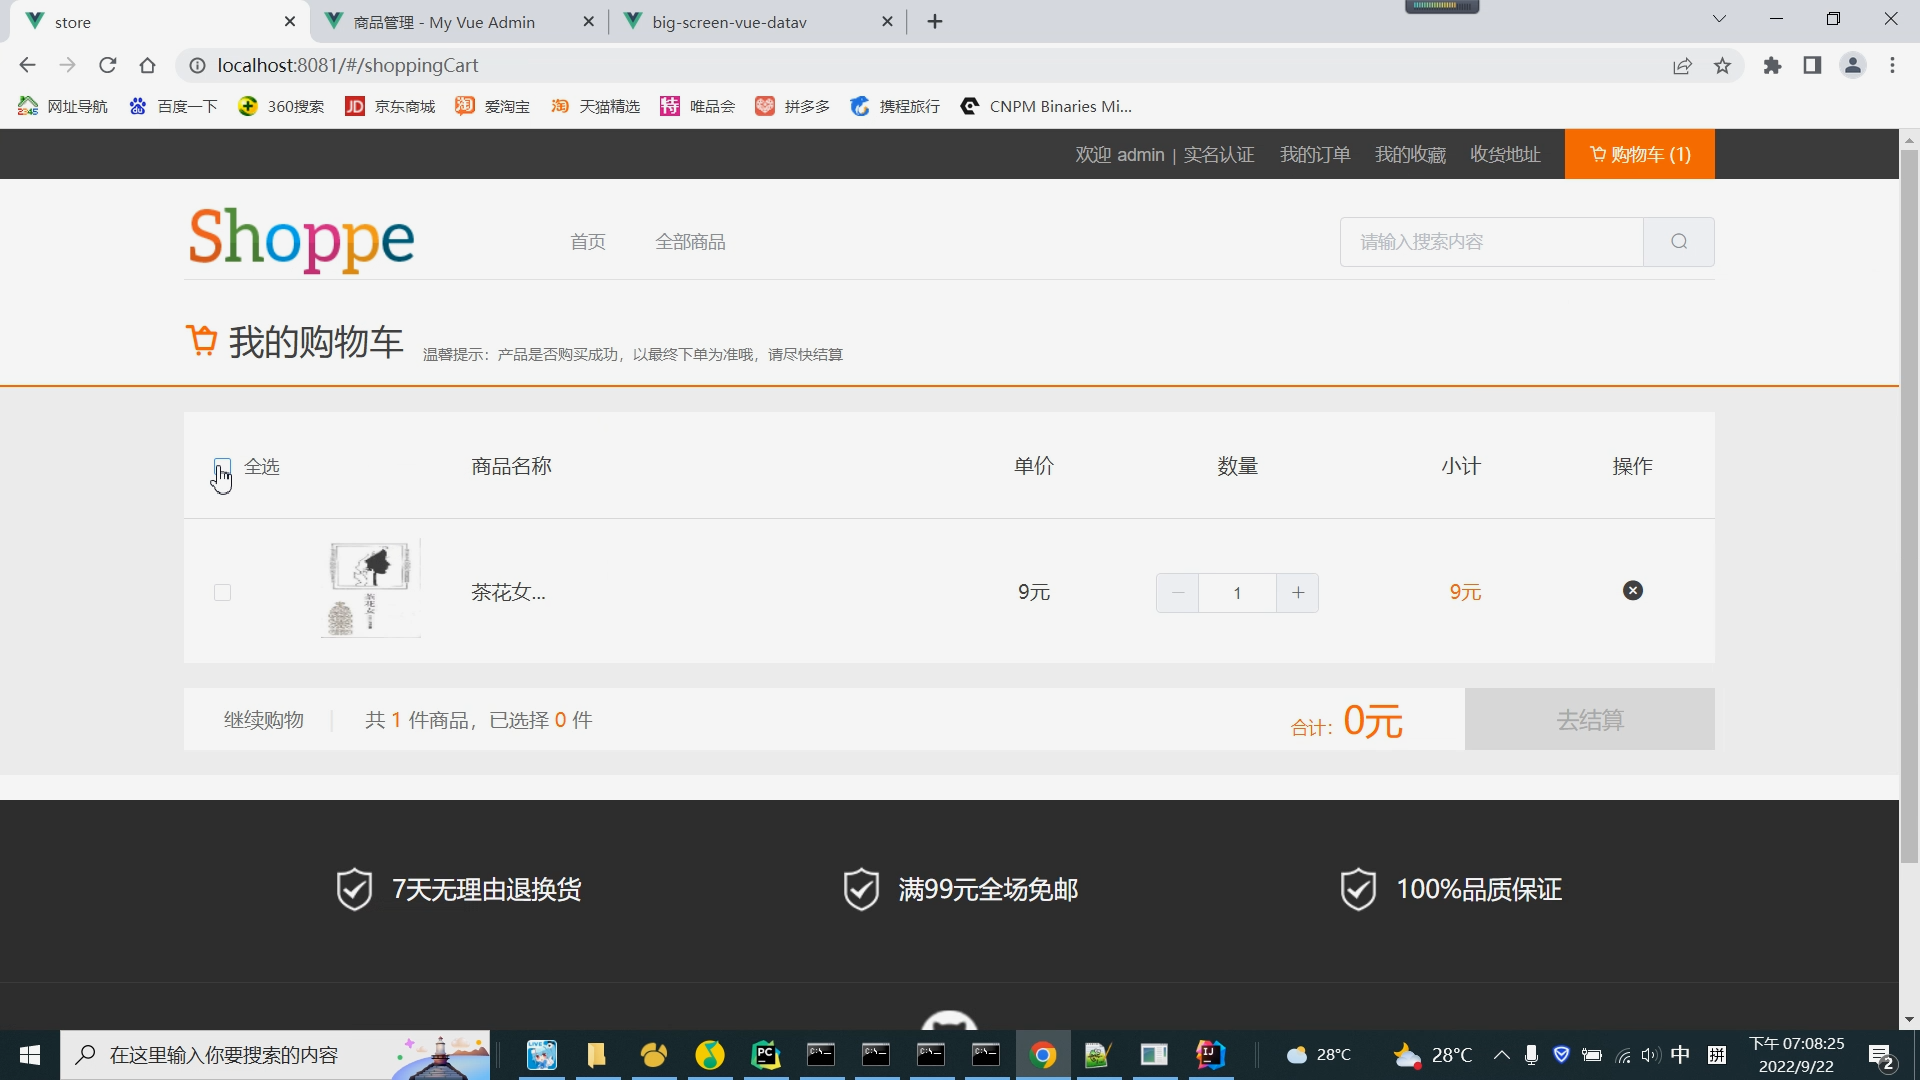 store
商品管理 - My Vue Admin
big-screen-vue-datav
localhost:8081/#/shoppingCart
网址导航
百度一下
360搜索
JD 京东商城
淘 爱淘宝
淘 天猫精选
特 唯品会
拼多多
携程旅行
CNPM Binaries Mi...
欢迎 admin | 实名认证
我的订单
我的收藏
收货地址
购物车 (1)
Shoppe
首页
全部商品
请输入搜索内容
我的购物车
温馨提示：产品是否购买成功，以最终下单为准哦，请尽快结算
全选
商品名称
单价
数量
小计
操作
茶花女
茶花女...
9元
1
9元
继续购物
共 1 件商品，已选择 0 件
合计：0元
去结算
7天无理由退换货
满99元全场免邮
100%品质保证
在这里输入你要搜索的内容
28°C
28°C
中
拼
下午 07:08:25
2022/9/22
2